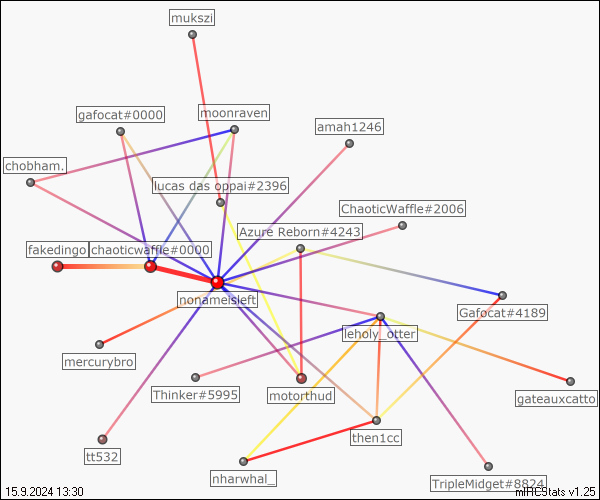 mukszi
gafocat#0000
moonraven
amah1246
chobham.
lucas das oppai#2396
ChaoticWaffle#2006
Azure Reborn#4243
fakedingo
chaoticwaffle#0000
nonameisleft
Gafocat#4189
leholy_otter
mercurybro
Thinker#5995
motorthud
gateauxcatto
then1cc
tt532
nharwhal_
TripleMidget#8824
15.9.2024 13:30
mIRCStats v1.25